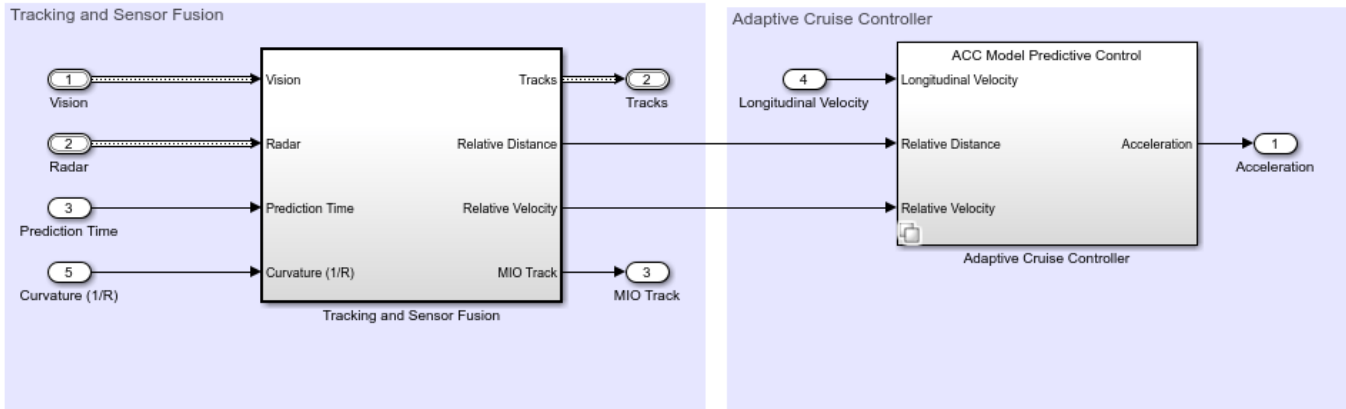 Tracking and Sensor Fusion
1
Vision
2
Radar
3
Prediction Time
5
Curvature (1/R)
Vision
Radar
Prediction Time
Curvature (1/R)
Tracks
Relative Distance
Relative Velocity
MIO Track
Tracking and Sensor Fusion
2
Tracks
3
MIO Track
Adaptive Cruise Controller
4
Longitudinal Velocity
ACC Model Predictive Control
Longitudinal Velocity
Relative Distance
Relative Velocity
Acceleration
Adaptive Cruise Controller
1
Acceleration